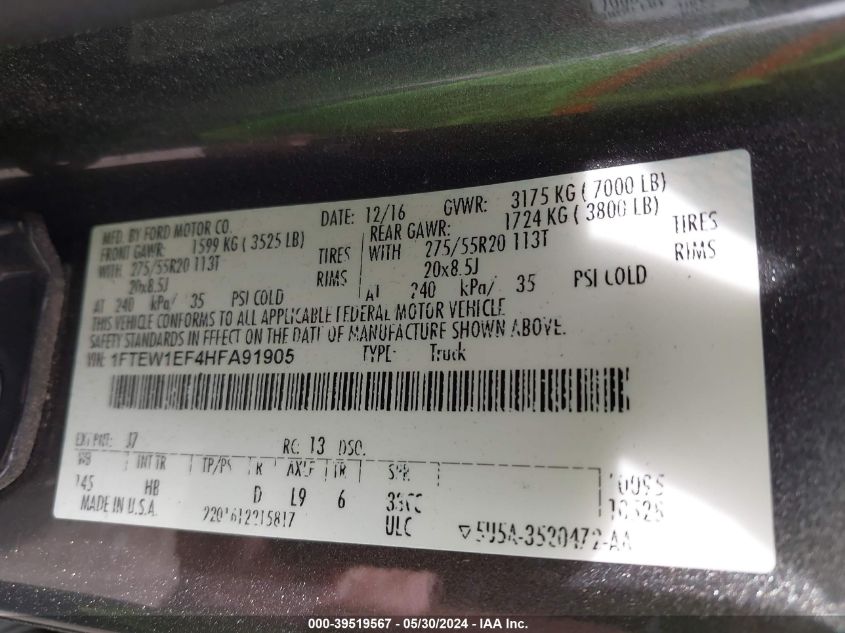 MFD. BY FORD MOTOR CO.
DATE: 12/16 GVWR: 3175 KG ( 7000 LB)
FRONT GAWR: 1599 KG ( 3525 LB)
REAR GAWR: 1724 KG ( 3800 LB)
WITH 275/55R20 113T TIRES
WITH 275/55R20 113T TIRES
20x8.5J RIMS
20x8.5J RIMS
AT 240 kPa/ 35 PSI COLD
AT 240 kPa/ 35 PSI COLD
THIS VEHICLE CONFORMS TO ALL APPLICABLE FEDERAL MOTOR VEHICLE
SAFETY STANDARDS IN EFFECT ON THE DATE OF MANUFACTURE SHOWN ABOVE.
VIN: 1FTEW1EF4HFA91905 TYPE: Truck
EXT PNT: J7 RC: 13 DSO:
WB INT TR TP/PS R AXLE TR SPR
145 HB D L9 6 33CC
MADE IN U.S.A.
2201612215817 ULC
5U5A-3520472-AA
000-39519567 - 05/30/2024 - IAA Inc.